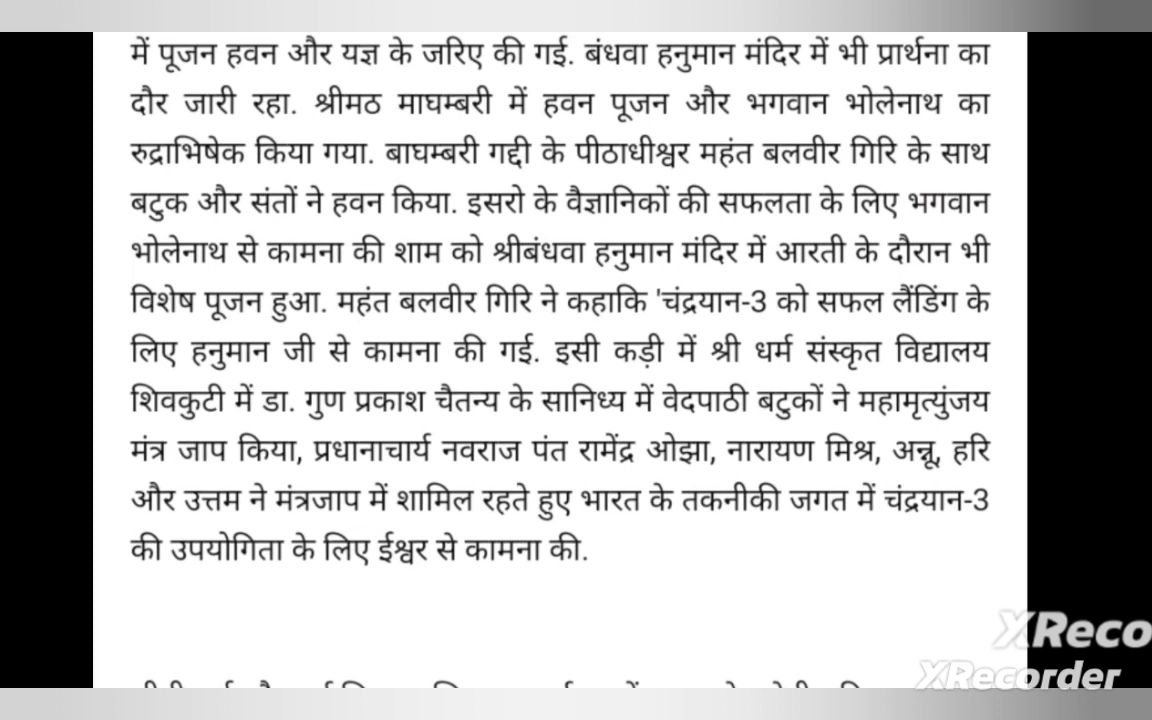 में पूजन हवन और यज्ञ के जरिए की गई. बंधवा हनुमान मंदिर में भी प्रार्थना का
दौर जारी रहा. श्रीमठ माघम्बरी में हवन पूजन और भगवान भोलेनाथ का
रुद्राभिषेक किया गया. बाघम्बरी गद्दी के पीठाधीश्वर महंत बलवीर गिरि के साथ
बटुक और संतों ने हवन किया. इसरो के वैज्ञानिकों की सफलता के लिए भगवान
भोलेनाथ से कामना की शाम को श्रीबंधवा हनुमान मंदिर में आरती के दौरान भी
विशेष पूजन हुआ. महंत बलवीर गिरि ने कहाकि 'चंद्रयान-3 को सफल लैंडिंग के
लिए हनुमान जी से कामना की गई. इसी कड़ी में श्री धर्म संस्कृत विद्यालय
शिवकुटी में डा. गुण प्रकाश चैतन्य के सानिध्य में वेदपाठी बटुकों ने महामृत्युंजय
मंत्र जाप किया, प्रधानाचार्य नवराज पंत रामेंद्र ओझा, नारायण मिश्र, अन्नू, हरि
और उत्तम ने मंत्रजाप में शामिल रहते हुए भारत के तकनीकी जगत में चंद्रयान-3
की उपयोगिता के लिए ईश्वर से कामना की.
XReco
XRecorder